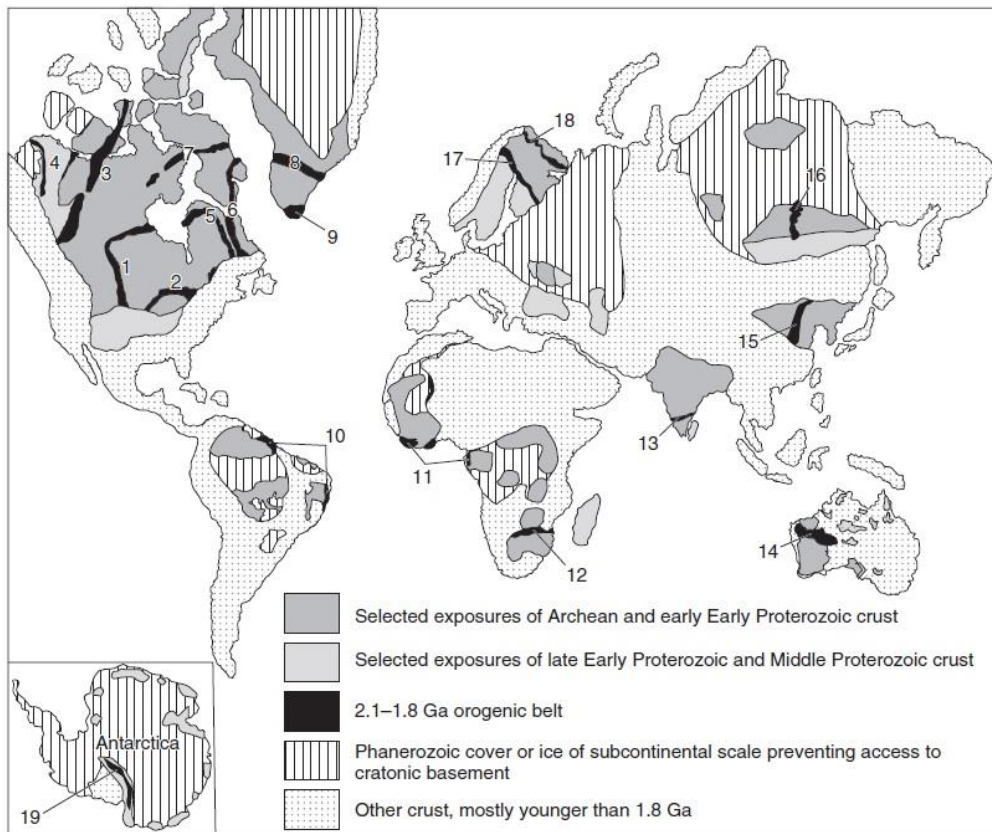 18
17
7
8
4
3
16
5
6
9
1
2
15
10
13
11
14
12
Selected exposures of Archean and early Early Proterozoic crust
Selected exposures of late Early Proterozoic and Middle Proterozoic crust
2.1–1.8 Ga orogenic belt
Phanerozoic cover or ice of subcontinental scale preventing access to
cratonic basement
Other crust, mostly younger than 1.8 Ga
Antarctica
19